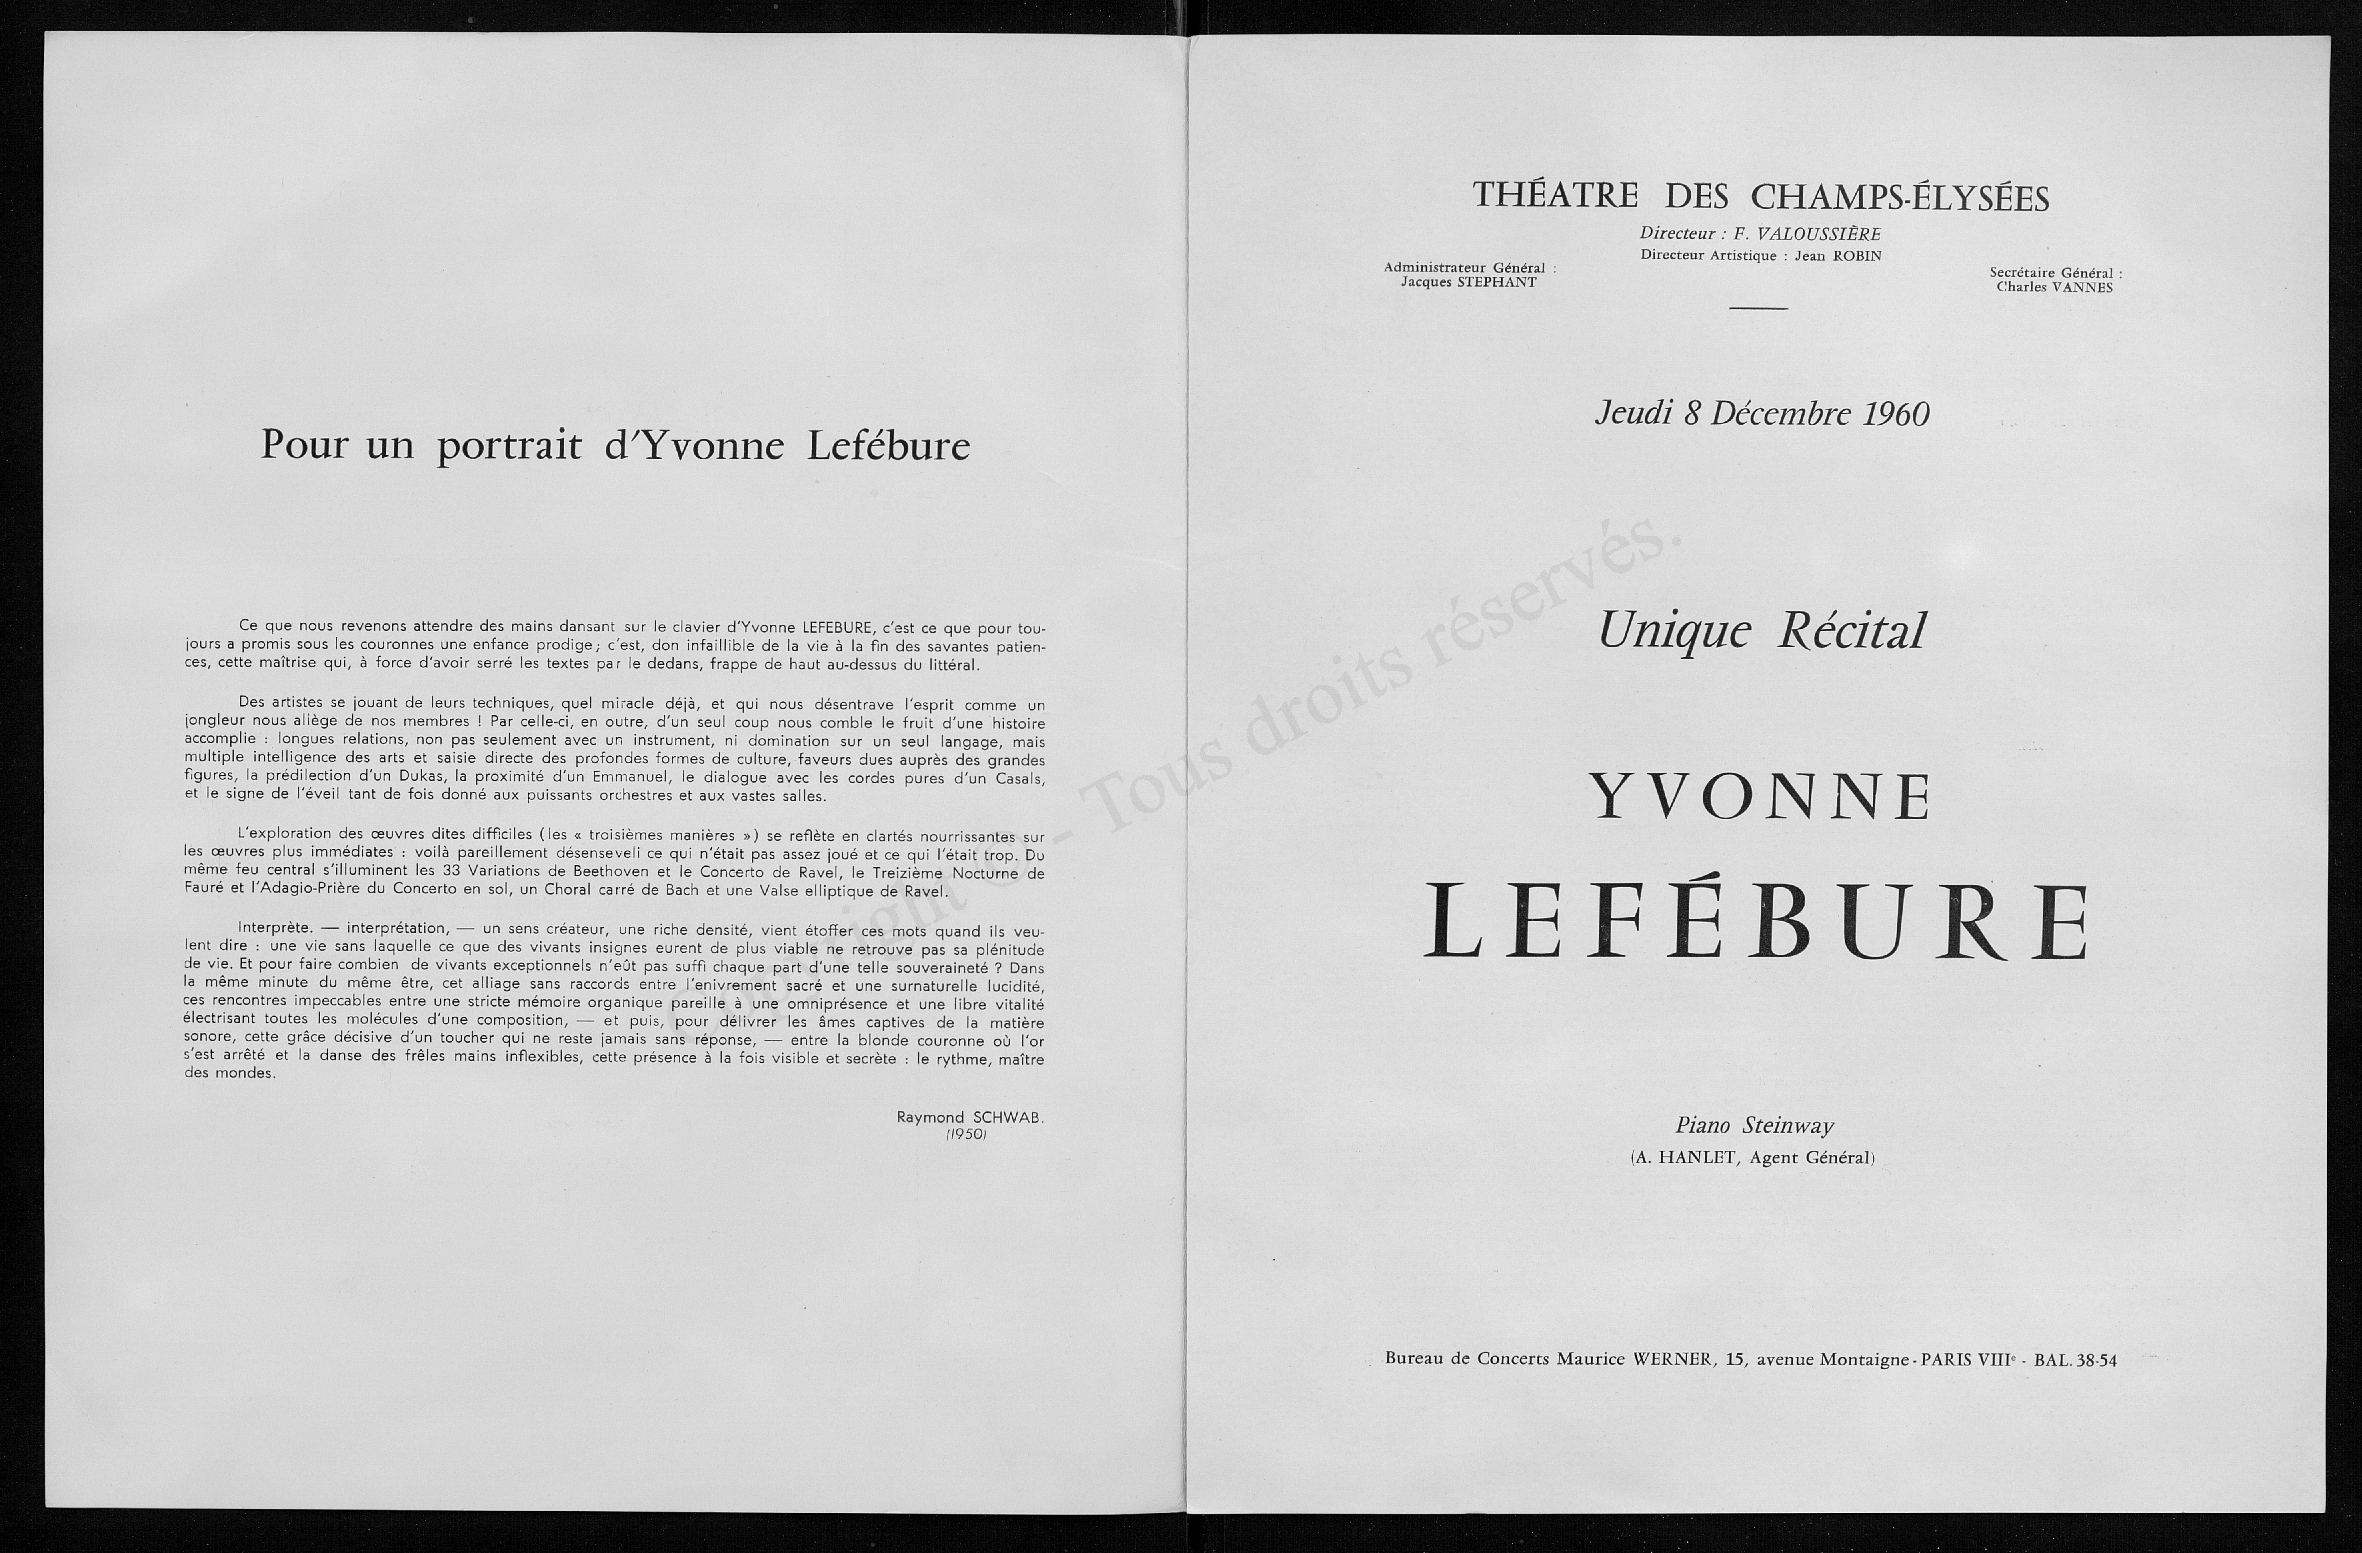 Pour un portrait d'Yvonne Lefébure
Ce que nous revenons attendre des mains dansant sur le clavier d'Yvonne LEFEBURE, c'est ce que pour tou-
jours a promis sous les couronnes une enfance prodige ; c'est, don infaillible de la vie à la fin des savantes patien-
ces, cette maîtrise qui, à force d'avoir serré les textes par le dedans, frappe de haut au-dessus du littéral.
Des artistes se jouant de leurs techniques, quel miracle déjà, et qui nous désentrave l'esprit comme un
jongleur nous allège de nos membres ! Par celle-ci, en outre, d'un seul coup nous comble le fruit d'une histoire
accomplie : longues relations, non pas seulement avec un instrument, ni domination sur un seul langage, mais
multiple intelligence des arts et saisie directe des profondes formes de culture, faveurs dues auprès des grandes
figures, la prédilection d'un Dukas, la proximité d'un Emmanuel, le dialogue avec les cordes pures d'un Casals,
et le signe de l'éveil tant de fois donné aux puissants orchestres et aux vastes salles.
L'exploration des œuvres dites difficiles (les « troisièmes manières ») se reflète en clartés nourrissantes sur
les œuvres plus immédiates : voilà pareillement désenseveli ce qui n'était pas assez joué et ce qui l'était trop. Du
même feu central s'illuminent les 33 Variations de Beethoven et le Concerto de Ravel, le Treizième Nocturne de
Fauré et l'Adagio-Prière du Concerto en sol, un Choral carré de Bach et une Valse elliptique de Ravel.
Interprète. — interprétation, — un sens créateur, une riche densité, vient étoffer ces mots quand ils veu-
lent dire : une vie sans laquelle ce que des vivants insignes eurent de plus viable ne retrouve pas sa plénitude
de vie. Et pour faire combien de vivants exceptionnels n'eût pas suffi chaque part d'une telle souveraineté ? Dans
la même minute du même être, cet alliage sans raccords entre l'enivrement sacré et une surnaturelle lucidité,
ces rencontres impeccables entre une stricte mémoire organique pareille à une omniprésence et une libre vitalité
électrisant toutes les molécules d'une composition, — et puis, pour délivrer les âmes captives de la matière
sonore, cette grâce décisive d'un toucher qui ne reste jamais sans réponse, — entre la blonde couronne où l'or
s'est arrêté et la danse des frêles mains inflexibles, cette présence à la fois visible et secrète : le rythme, maître
des mondes.
Raymond SCHWAB.
(1950)
THÉATRE DES CHAMPS-ÉLYSÉES
Directeur : F. VALOUSSIÈRE
Directeur Artistique : Jean ROBIN
Administrateur Général :
Jacques STEPHANT
Secrétaire Général :
Charles VANNES
Jeudi 8 Décembre 1960
Unique Récital
YVONNE
LEFÉBURE
Piano Steinway
(A. HANLET, Agent Général)
Bureau de Concerts Maurice WERNER, 15, avenue Montaigne - PARIS VIIIe - BAL. 38-54
Copyright © - Tous droits réservés.